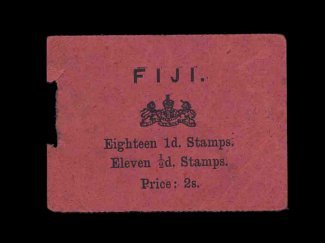 FIJI.
Eighteen 1d. Stamps.
Eleven ½d. Stamps.
Price: 2s.